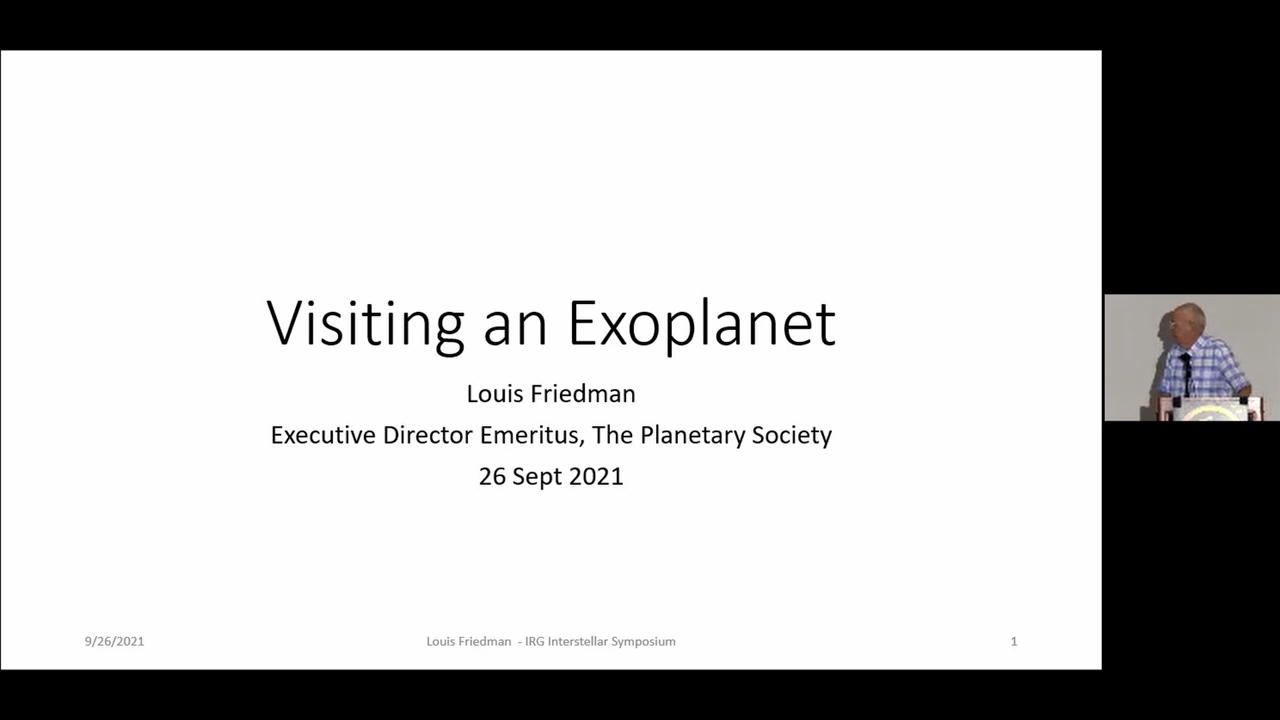 Visiting an Exoplanet
Louis Friedman
Executive Director Emeritus, The Planetary Society
26 Sept 2021
9/26/2021
Louis Friedman - IRG Interstellar Symposium
1